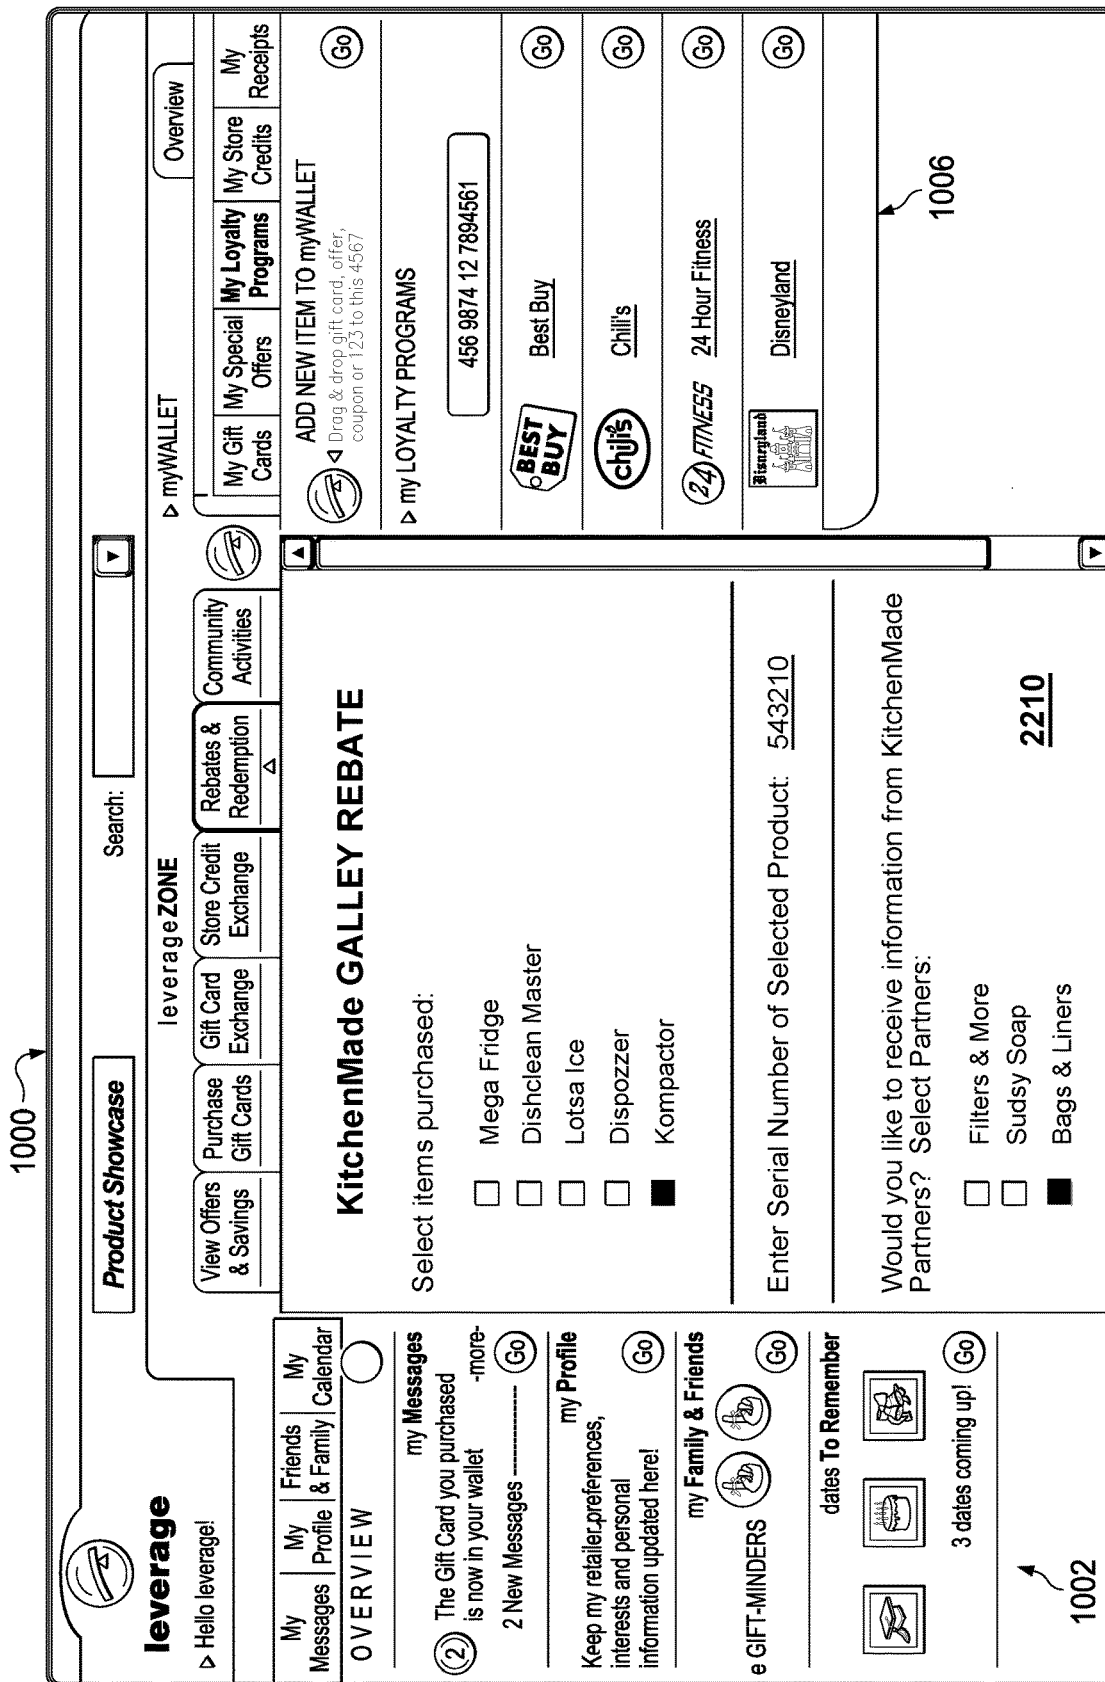 1000
leverage
Product Showcase
Search:
▷ Hello leverage!
leverageZONE
▷ myWALLET
Overview
View Offers
& Savings
Purchase
Gift Cards
Gift Card
Exchange
Store Credit
Exchange
Rebates &
Redemption
Community
Activities
My Gift
Cards
My Special
Offers
My Loyalty
Programs
My Store
Credits
My
Receipts
My
Messages
My
Profile
Friends
& Family
My
Calendar
OVERVIEW
my Messages
2
The Gift Card you purchased
is now in your wallet -more-
2 New Messages -------------- Go
my Profile
Keep my retailer preferences,
interests and personal
information updated here!
Go
my Family & Friends
e GIFT-MINDERS
Go
dates To Remember
3 dates coming up! Go
1002
KitchenMade GALLEY REBATE
Select items purchased:
Mega Fridge
Dishclean Master
Lotsa Ice
Dispozzer
Kompactor
Enter Serial Number of Selected Product: 543210
Would you like to receive information from KitchenMade
Partners? Select Partners:
Filters & More
Sudsy Soap
Bags & Liners
2210
ADD NEW ITEM TO myWALLET
Drag & drop gift card, offer,
coupon or 123 to this 4567
Go
▷ my LOYALTY PROGRAMS
456 9874 12 7894561
BEST
BUY
Best Buy
Go
chili's
Chili's
Go
24 FITNESS
24 Hour Fitness
Go
Disneyland
Disneyland
Go
1006